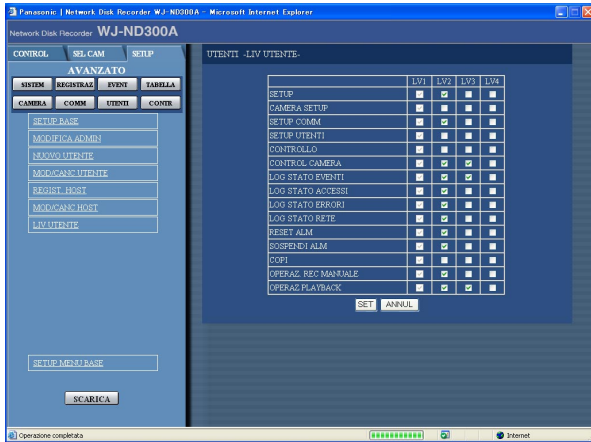 Panasonic | Network Disk Recorder WJ-ND300A - Microsoft Internet Explorer
Network Disk Recorder WJ-ND300A
CONTROL SEL CAM SETUP
AVANZATO
SISTEM REGISTRAZ EVENT TABELLA
CAMERA COMM UTENTI CONTR
SETUP BASE
MODIFICA ADMIN
NUOVO UTENTE
MOD/CANC UTENTE
REGIST. HOST
MOD/CANC HOST
LIV UTENTE
SETUP MENU BASE
SCARICA
UTENTI -LIV UTENTE-
LV1 LV2 LV3 LV4
SETUP
CAMERA SETUP
SETUP COMM
SETUP UTENTI
CONTROLLO
CONTROL CAMERA
LOG STATO EVENTI
LOG STATO ACCESSI
LOG STATO ERRORI
LOG STATO RETE
RESET ALM
SOSPENDI ALM
COPI
OPERAZ. REC MANUALE
OPERAZ PLAYBACK
SET ANNUL
Operazione completata Internet